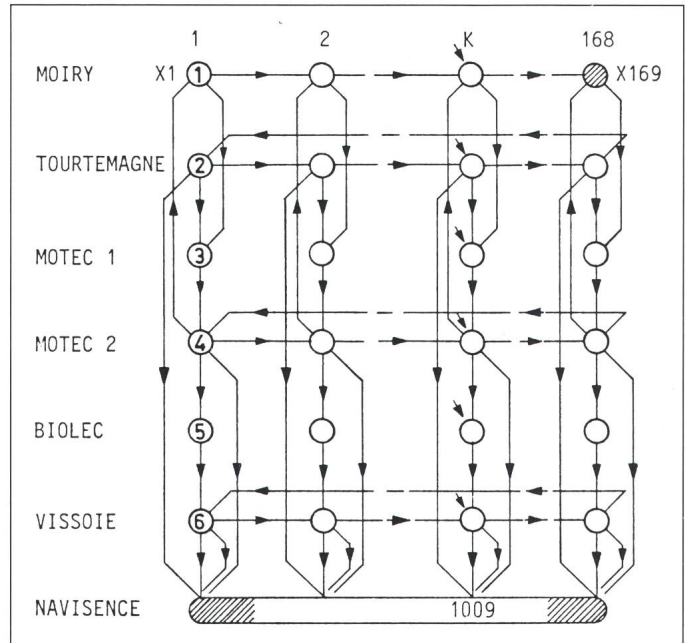 1 2 K 168
MOIRY X1 1 X169
TOURTEMAGNE 2
MOTEC 1 3
MOTEC 2 4
BIOLEC 5
VISSOIE 6
NAVISENCE 1009